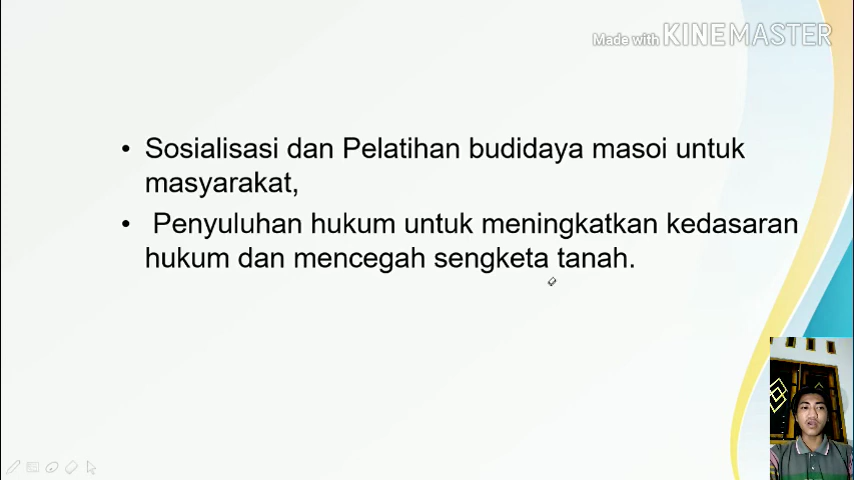 Made with KINEMASTER
• Sosialisasi dan Pelatihan budidaya masoi untuk
masyarakat,
• Penyuluhan hukum untuk meningkatkan kedasaran
hukum dan mencegah sengketa tanah.